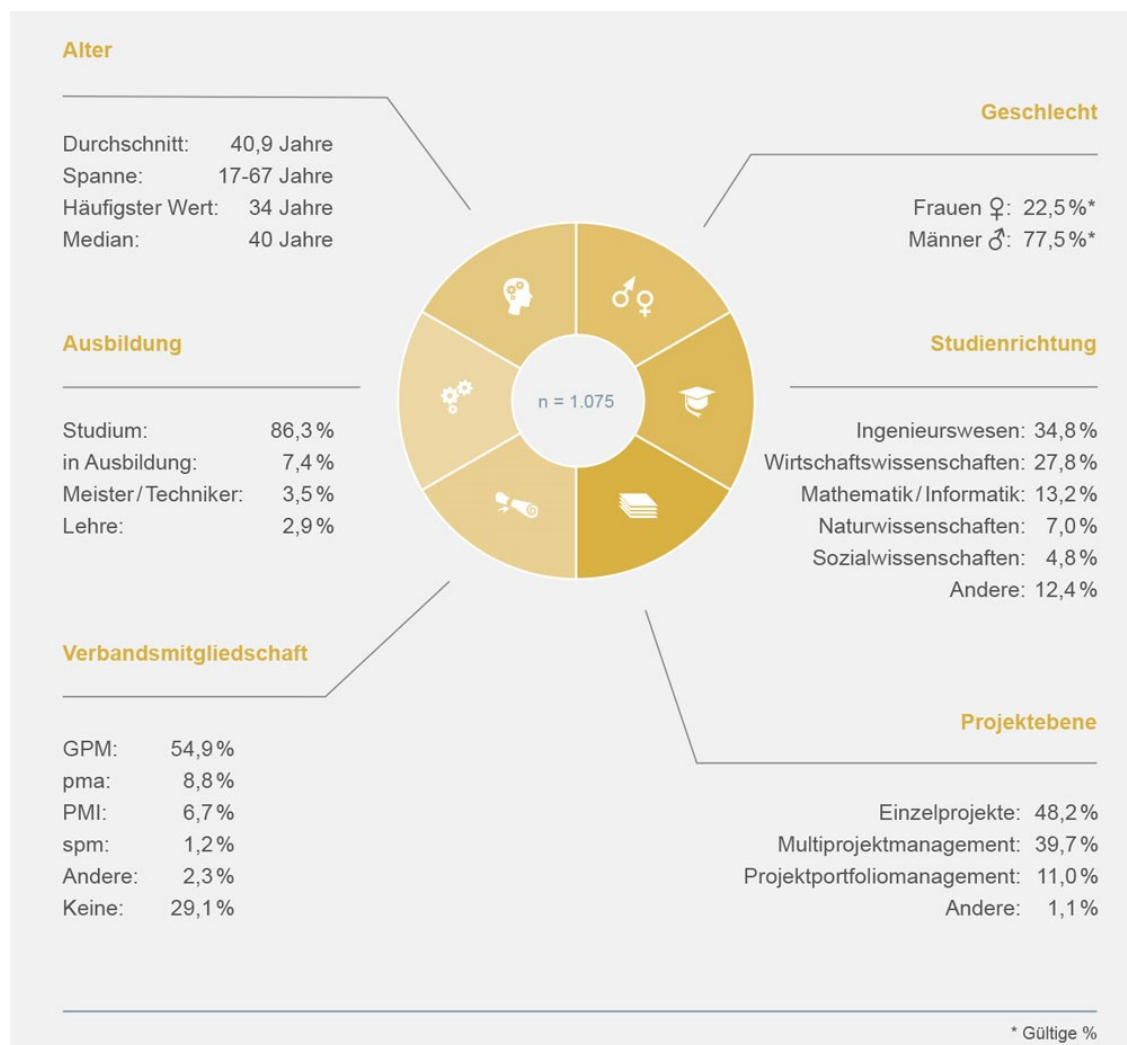 Alter
Durchschnitt: 40,9 Jahre
Spanne: 17-67 Jahre
Häufigster Wert: 34 Jahre
Median: 40 Jahre
Geschlecht
Frauen ♀: 22,5 %*
Männer ♂: 77,5 %*
Ausbildung
Studium: 86,3 %
in Ausbildung: 7,4 %
Meister / Techniker: 3,5 %
Lehre: 2,9 %
n = 1.075
Studienrichtung
Ingenieurswesen: 34,8 %
Wirtschaftswissenschaften: 27,8 %
Mathematik / Informatik: 13,2 %
Naturwissenschaften: 7,0 %
Sozialwissenschaften: 4,8 %
Andere: 12,4 %
Verbandsmitgliedschaft
GPM: 54,9 %
pma: 8,8 %
PMI: 6,7 %
spm: 1,2 %
Andere: 2,3 %
Keine: 29,1 %
Projektebene
Einzelprojekte: 48,2 %
Multiprojektmanagement: 39,7 %
Projektportfoliomanagement: 11,0 %
Andere: 1,1 %
* Gültige %